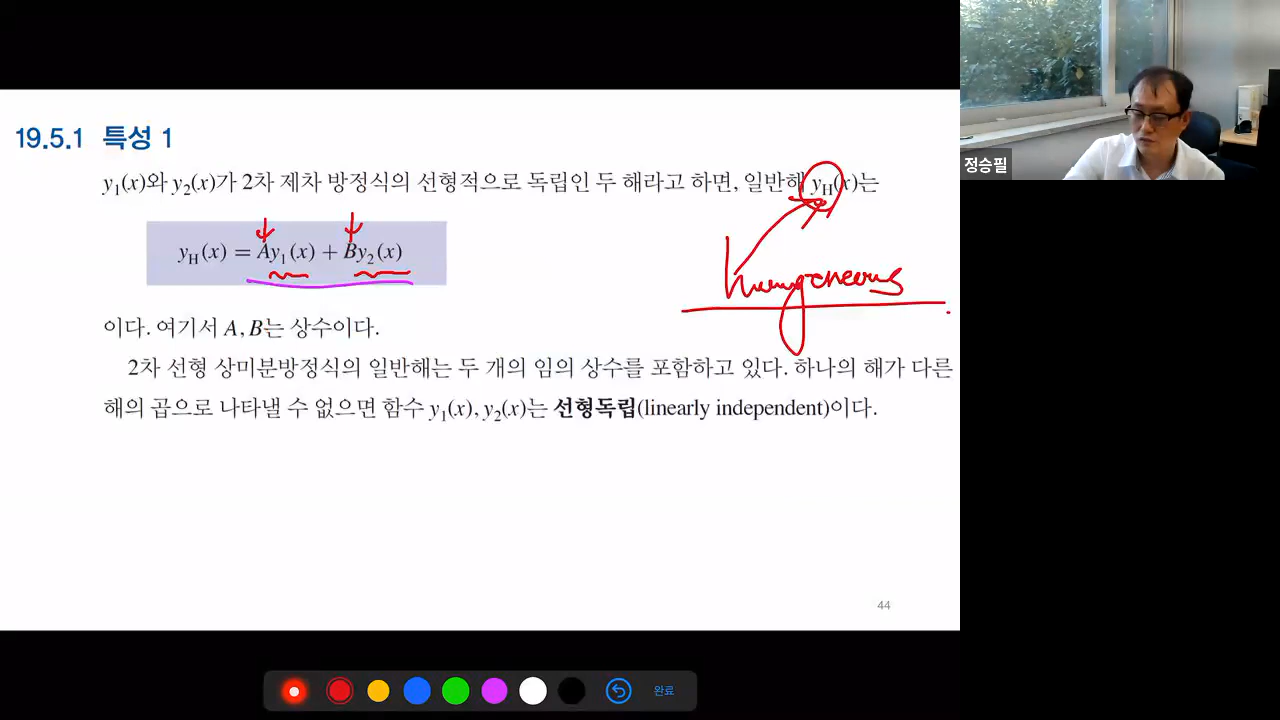 19.5.1 특성 1
y₁(x)와 y₂(x)가 2차 제차 방정식의 선형적으로 독립인 두 해라고 하면, 일반해 y_H(x)는
y_H(x) = Ay₁(x) + By₂(x)
homogeneous
이다. 여기서 A, B는 상수이다.
2차 선형 상미분방정식의 일반해는 두 개의 임의 상수를 포함하고 있다. 하나의 해가 다른
해의 곱으로 나타낼 수 없으면 함수 y₁(x), y₂(x)는 선형독립(linearly independent)이다.
44
정승필
완료